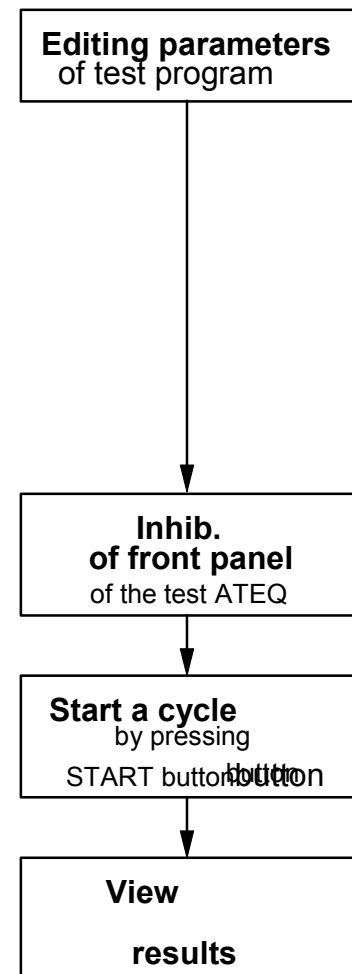 Editing parameters
of test program
Inhib.
of front panel
of the test ATEQ
Start a cycle
by pressing
START button button
View
results